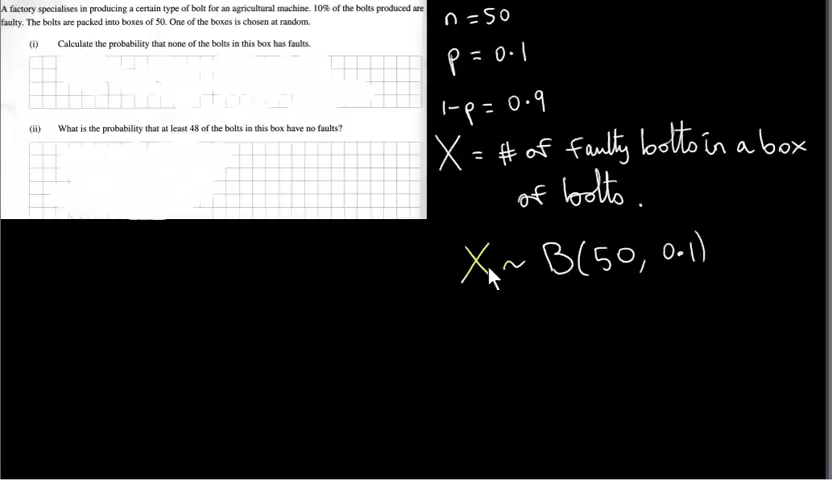 A factory specialises in producing a certain type of bolt for an agricultural machine. 10% of the bolts produced are
faulty. The bolts are packed into boxes of 50. One of the boxes is chosen at random.
(i) Calculate the probability that none of the bolts in this box has faults.
(ii) What is the probability that at least 48 of the bolts in this box have no faults?
n = 50
p = 0.1
1-p = 0.9
X = # of faulty bolts in a box
of bolts.
X ~ B(50, 0.1)